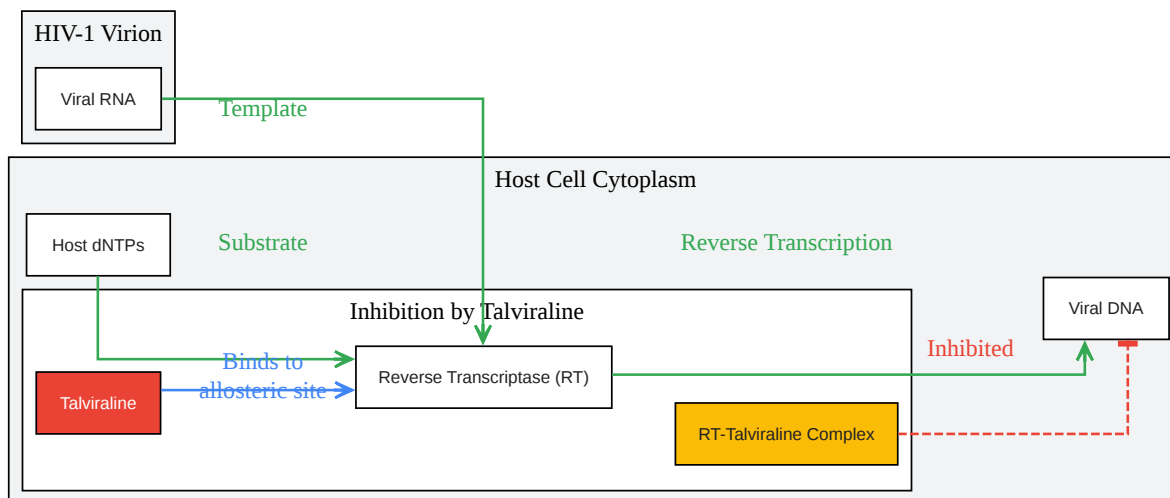 HIV-1 Virion
Viral RNA
Template
Host Cell Cytoplasm
Host dNTPs
Substrate
Reverse Transcription
Inhibition by Talviraline
Viral DNA
Binds to
allosteric site
Reverse Transcriptase (RT)
Inhibited
Talviraline
RT-Talviraline Complex